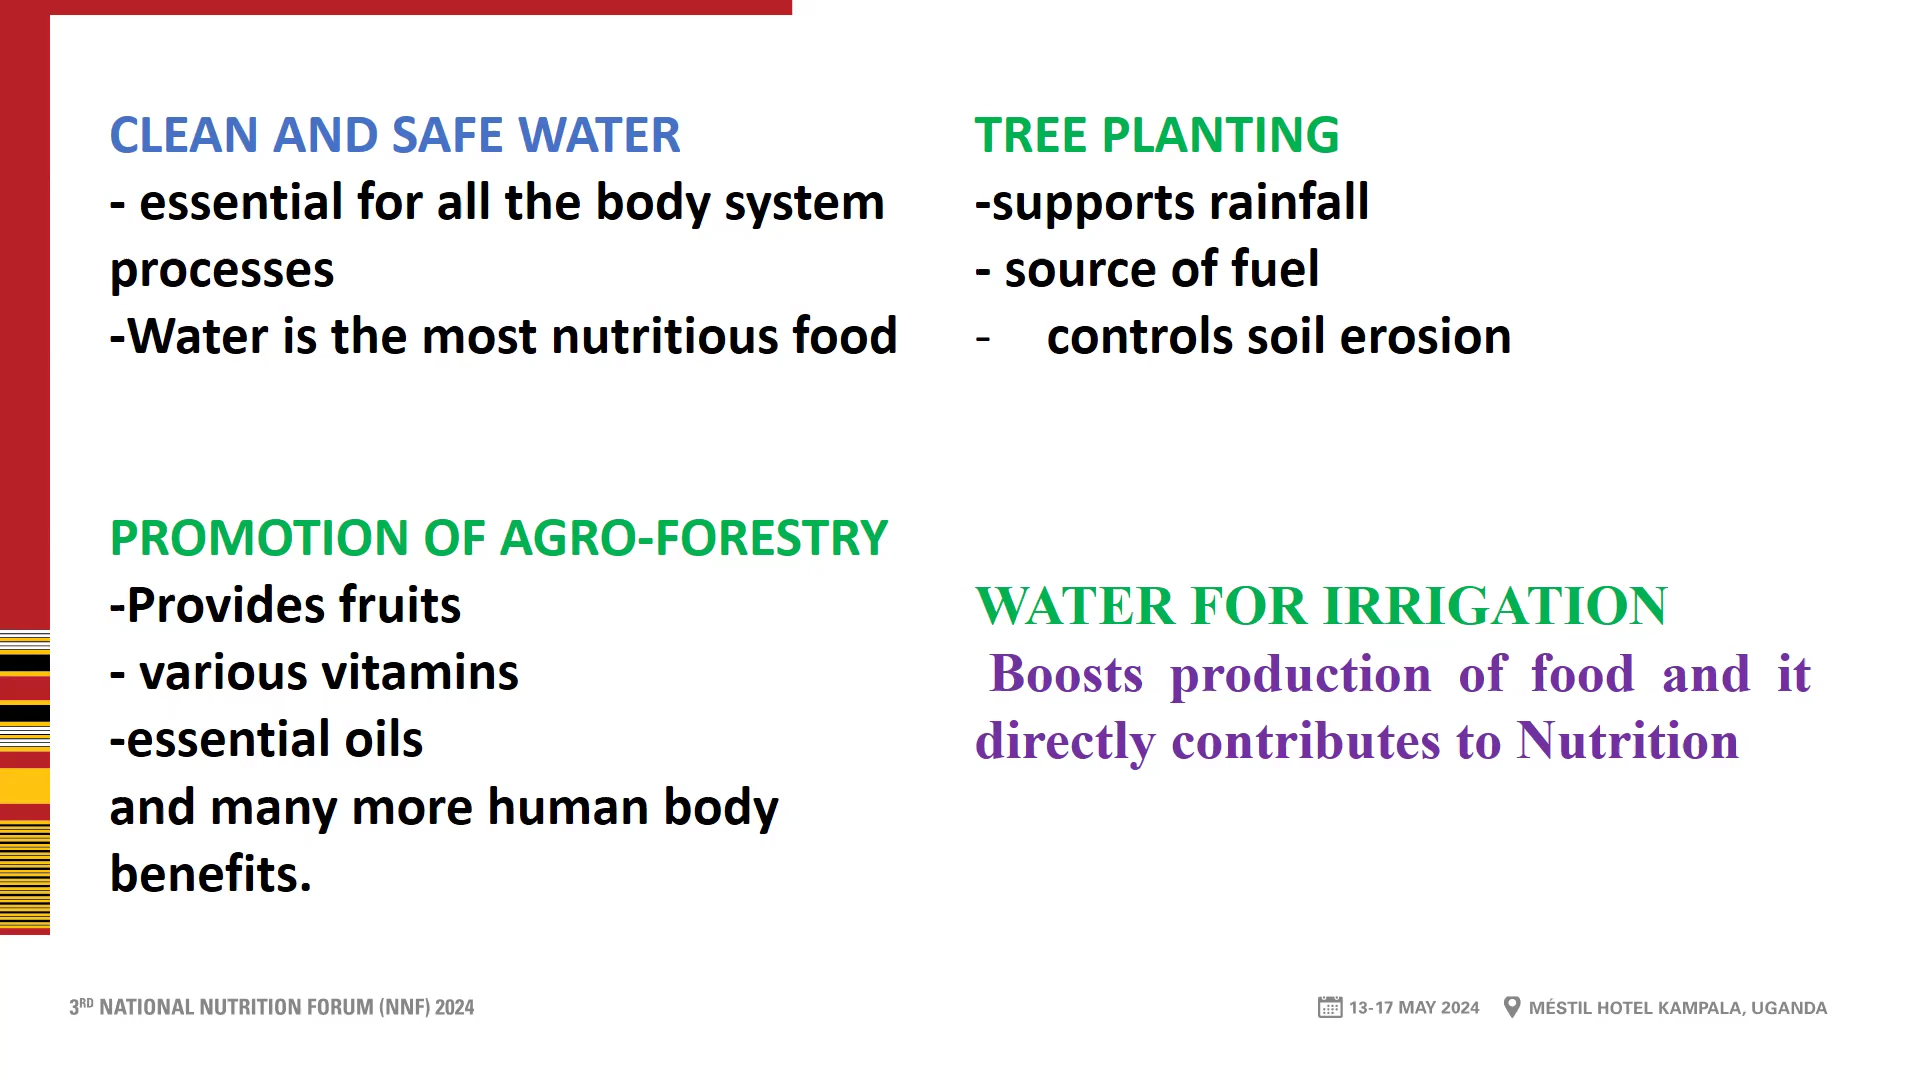 CLEAN AND SAFE WATER
- essential for all the body system
processes
-Water is the most nutritious food
PROMOTION OF AGRO-FORESTRY
-Provides fruits
- various vitamins
-essential oils
and many more human body
benefits.
TREE PLANTING
-supports rainfall
- source of fuel
- controls soil erosion
WATER FOR IRRIGATION
Boosts production of food and it
directly contributes to Nutrition
3RD NATIONAL NUTRITION FORUM (NNF) 2024
13-17 MAY 2024 MÉSTIL HOTEL KAMPALA, UGANDA